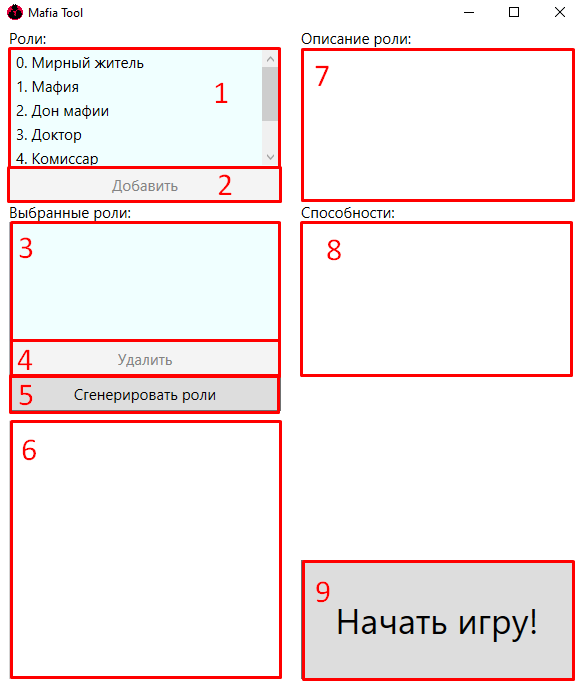 Mafia Tool
Роли:
0. Мирный житель
1. Мафия
2. Дон мафии
3. Доктор
4. Комиссар
1
Добавить
2
Выбранные роли:
3
4
Удалить
5
Сгенерировать роли
6
Описание роли:
7
Способности:
8
9
Начать игру!